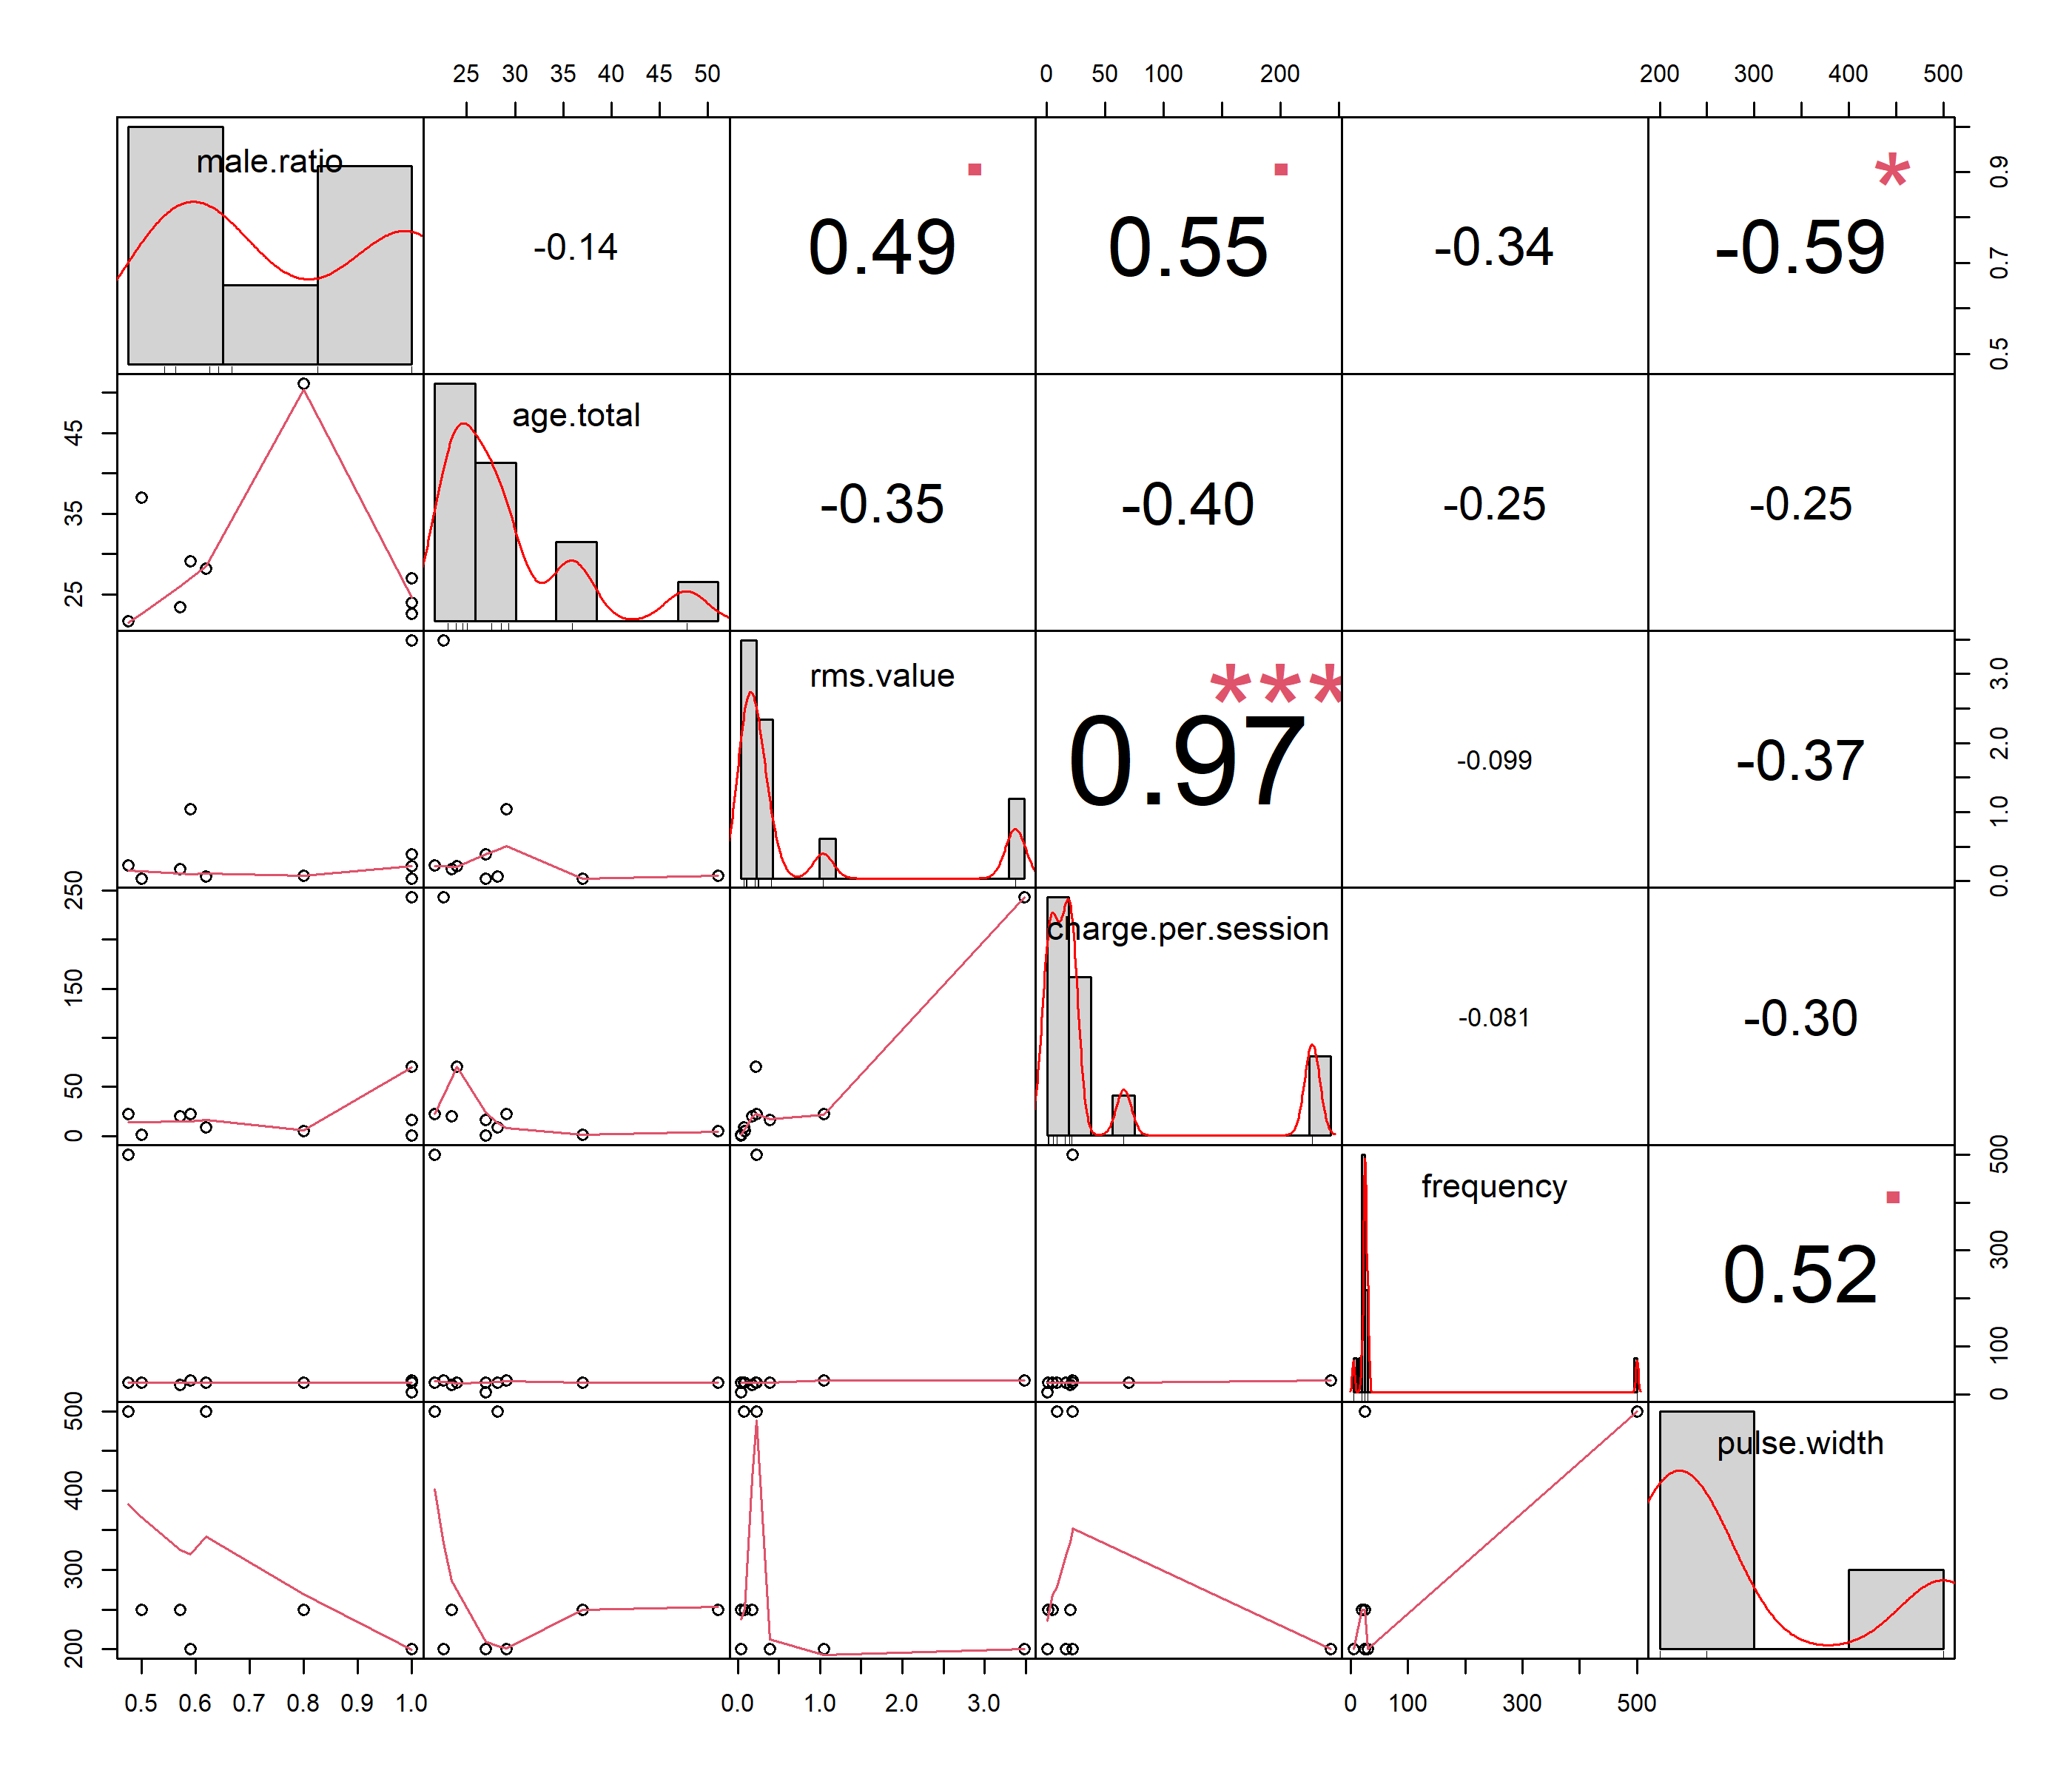 25 30 35 40 45 50 0 50 100 200 200 300 400 500
male.ratio -0.14 0.49 . 0.55 . -0.34 -0.59 * 0.5 0.7 0.9
25 35 45 age.total -0.35 -0.40 -0.25 -0.25
rms.value 0.97 *** -0.099 -0.37 0.0 1.0 2.0 3.0
0 50 150 250 charge.per.session -0.081 -0.30
frequency 0.52 . 0 100 300 500
200 300 400 500 pulse.width
0.5 0.6 0.7 0.8 0.9 1.0 0.0 1.0 2.0 3.0 0 100 300 500